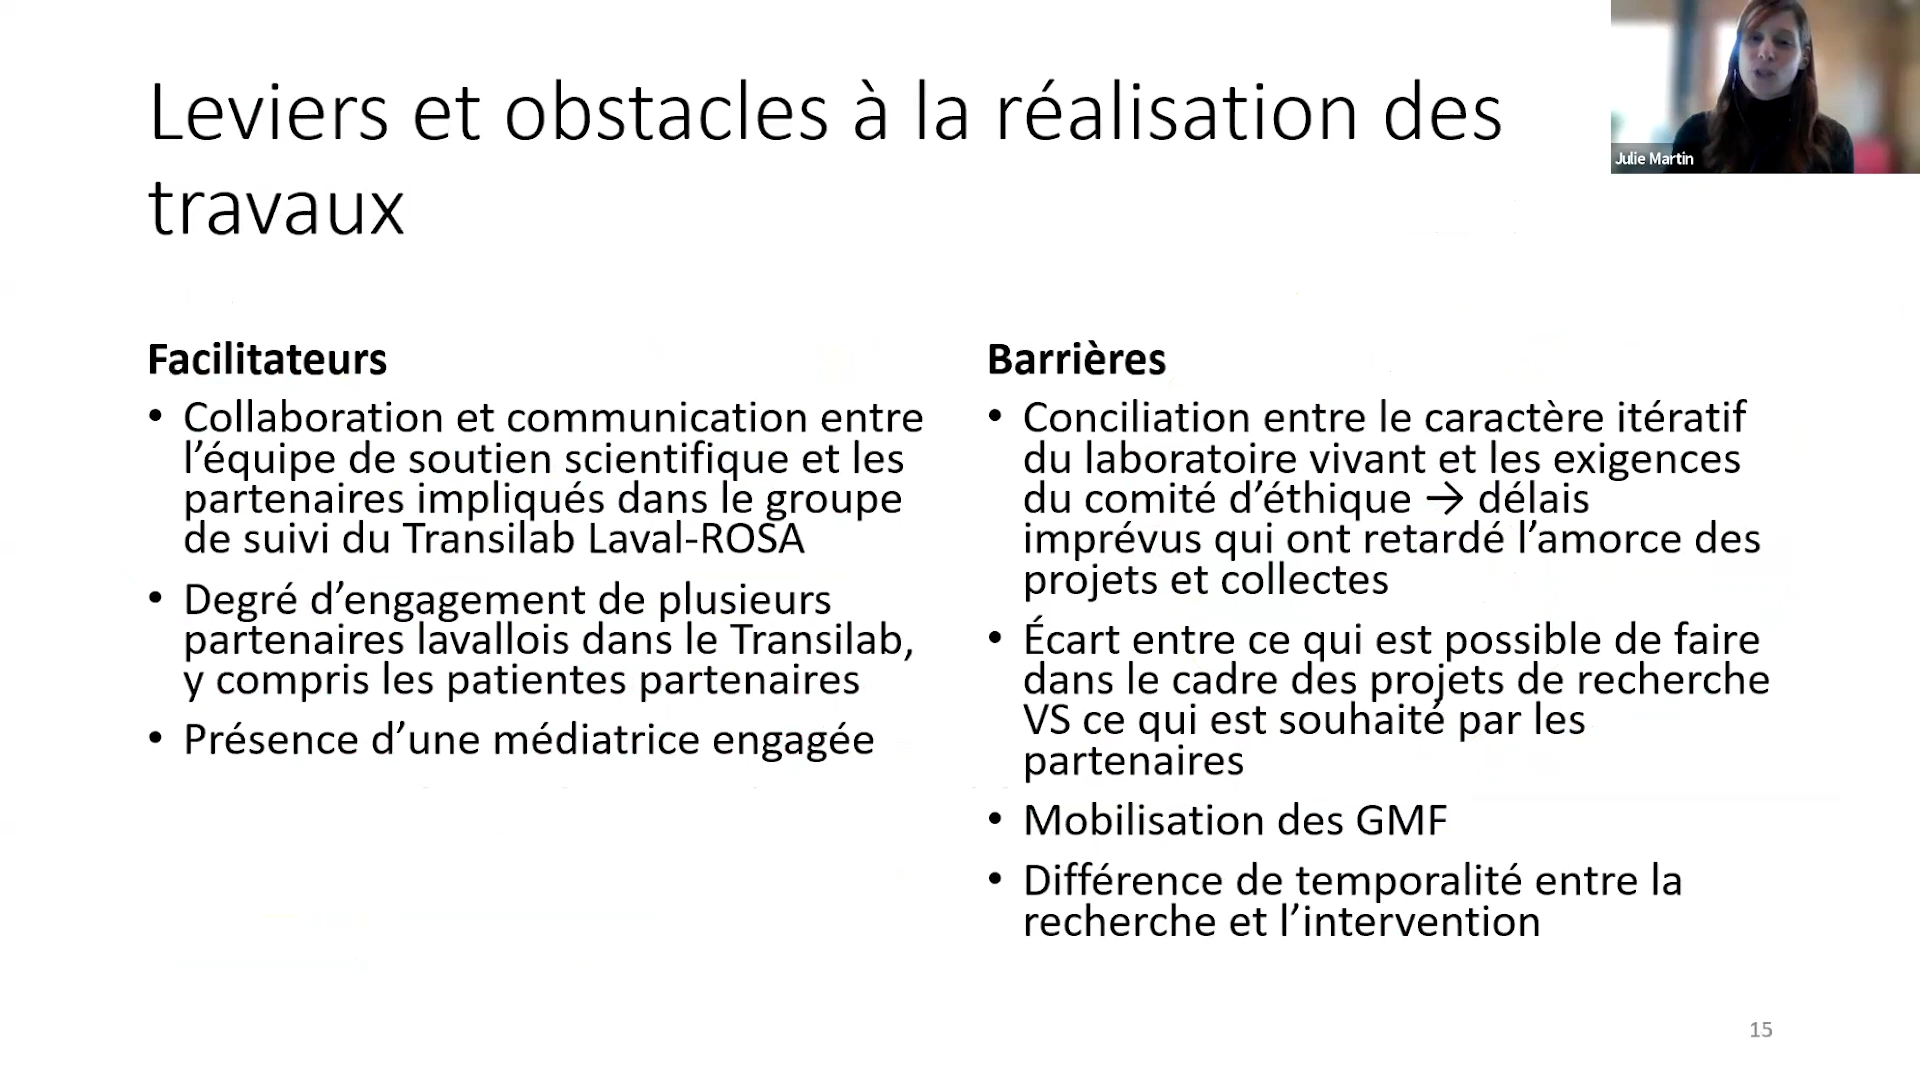 Leviers et obstacles à la réalisation des
travaux
Julie Martin
Facilitateurs
• Collaboration et communication entre
l’équipe de soutien scientifique et les
partenaires impliqués dans le groupe
de suivi du Transilab Laval-ROSA
• Degré d’engagement de plusieurs
partenaires lavallois dans le Transilab,
y compris les patientes partenaires
• Présence d’une médiatrice engagée
Barrières
• Conciliation entre le caractère itératif
du laboratoire vivant et les exigences
du comité d’éthique → délais
imprévus qui ont retardé l’amorce des
projets et collectes
• Écart entre ce qui est possible de faire
dans le cadre des projets de recherche
VS ce qui est souhaité par les
partenaires
• Mobilisation des GMF
• Différence de temporalité entre la
recherche et l’intervention
15